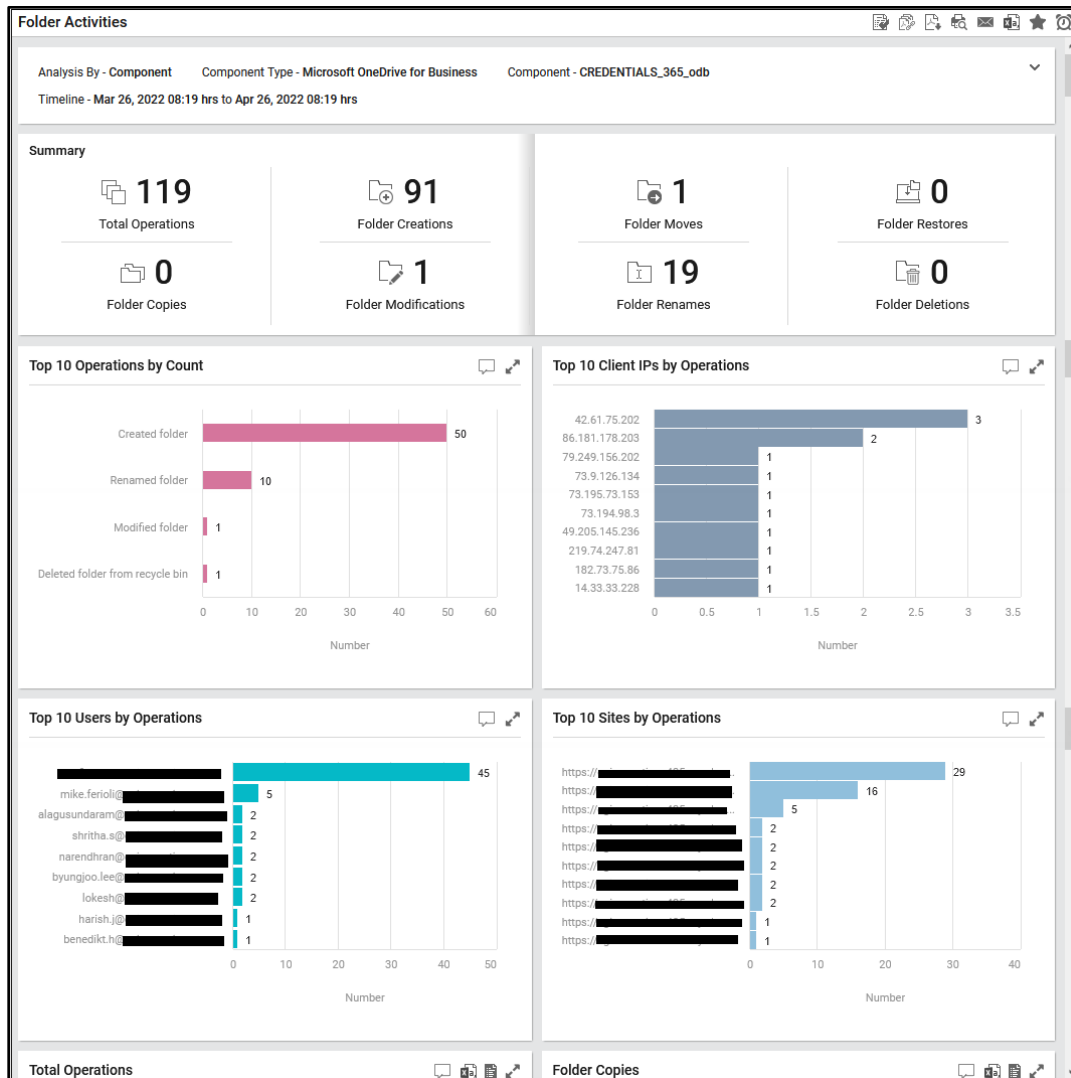 Folder Activities
Analysis By - Component Component Type - Microsoft OneDrive for Business Component - CREDENTIALS_365_odb
Timeline - Mar 26, 2022 08:19 hrs to Apr 26, 2022 08:19 hrs
Summary
119
Total Operations
91
Folder Creations
1
Folder Moves
0
Folder Restores
0
Folder Copies
1
Folder Modifications
19
Folder Renames
0
Folder Deletions
Top 10 Operations by Count
Created folder 50
Renamed folder 10
Modified folder 1
Deleted folder from recycle bin 1
0 10 20 30 40 50 60
Number
Top 10 Client IPs by Operations
42.61.75.202 3
86.181.178.203 2
79.249.156.202 1
73.9.126.134 1
73.195.73.153 1
73.194.98.3 1
49.205.145.236 1
219.74.247.81 1
182.73.75.86 1
14.33.33.228 1
0 0.5 1 1.5 2 2.5 3 3.5
Number
Top 10 Users by Operations
45
mike.ferioli@ 5
alagusundaram@ 2
shritha.s@ 2
narendhran@ 2
byungjoo.lee@ 2
lokesh@ 2
harish.j@ 1
benedikt.h@ 1
0 10 20 30 40 50
Number
Top 10 Sites by Operations
https:// 29
https:// 16
https:// 5
https:// 2
https:// 2
https:// 2
https:// 2
https:// 2
https:// 1
https:// 1
0 10 20 30 40
Number
Total Operations
Folder Copies